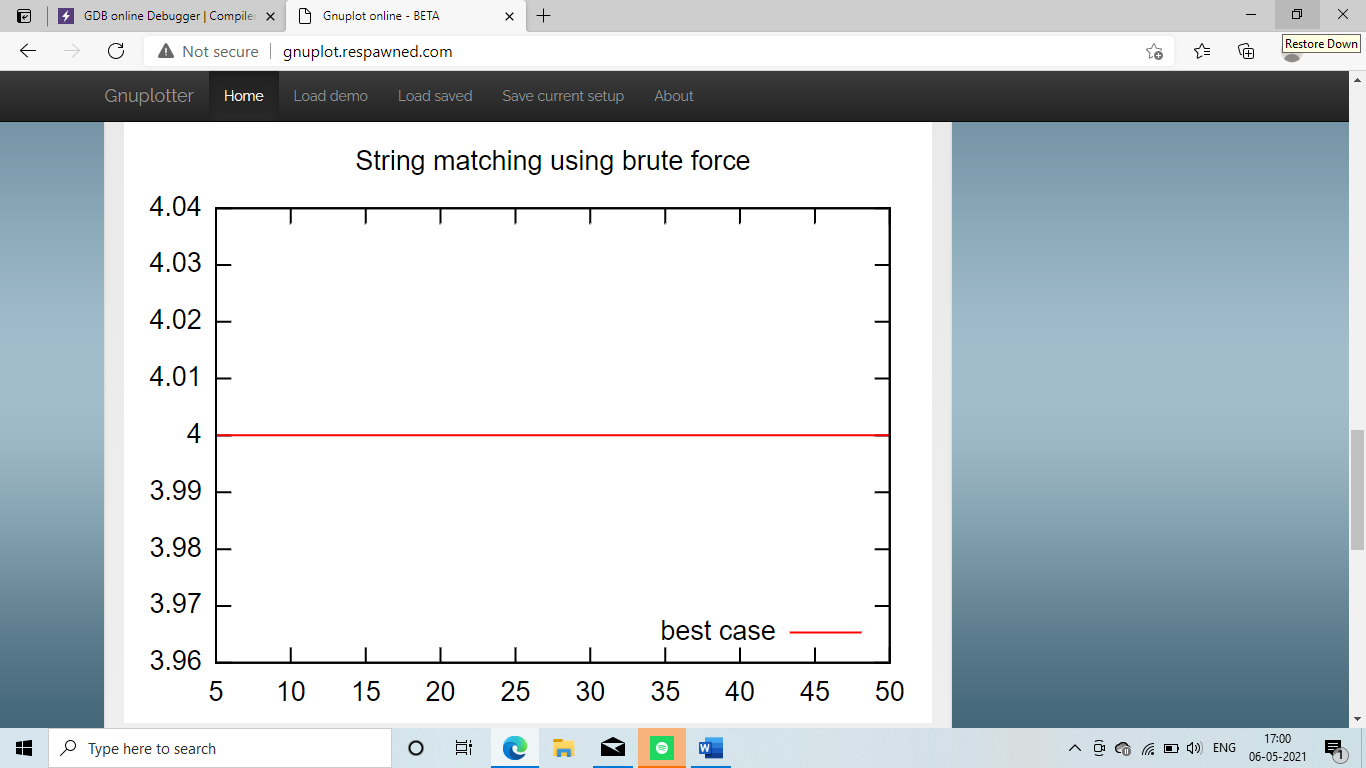 GDB online Debugger | Compiler
Gnuplot online - BETA
Not secure
gnuplot.respawned.com
Restore Down
Gnuplotter
Home
Load demo
Load saved
Save current setup
About
String matching using brute force
4.04
4.03
4.02
4.01
4
3.99
3.98
3.97
3.96
best case
5 10 15 20 25 30 35 40 45 50
Type here to search
ENG
17:00
06-05-2021
1